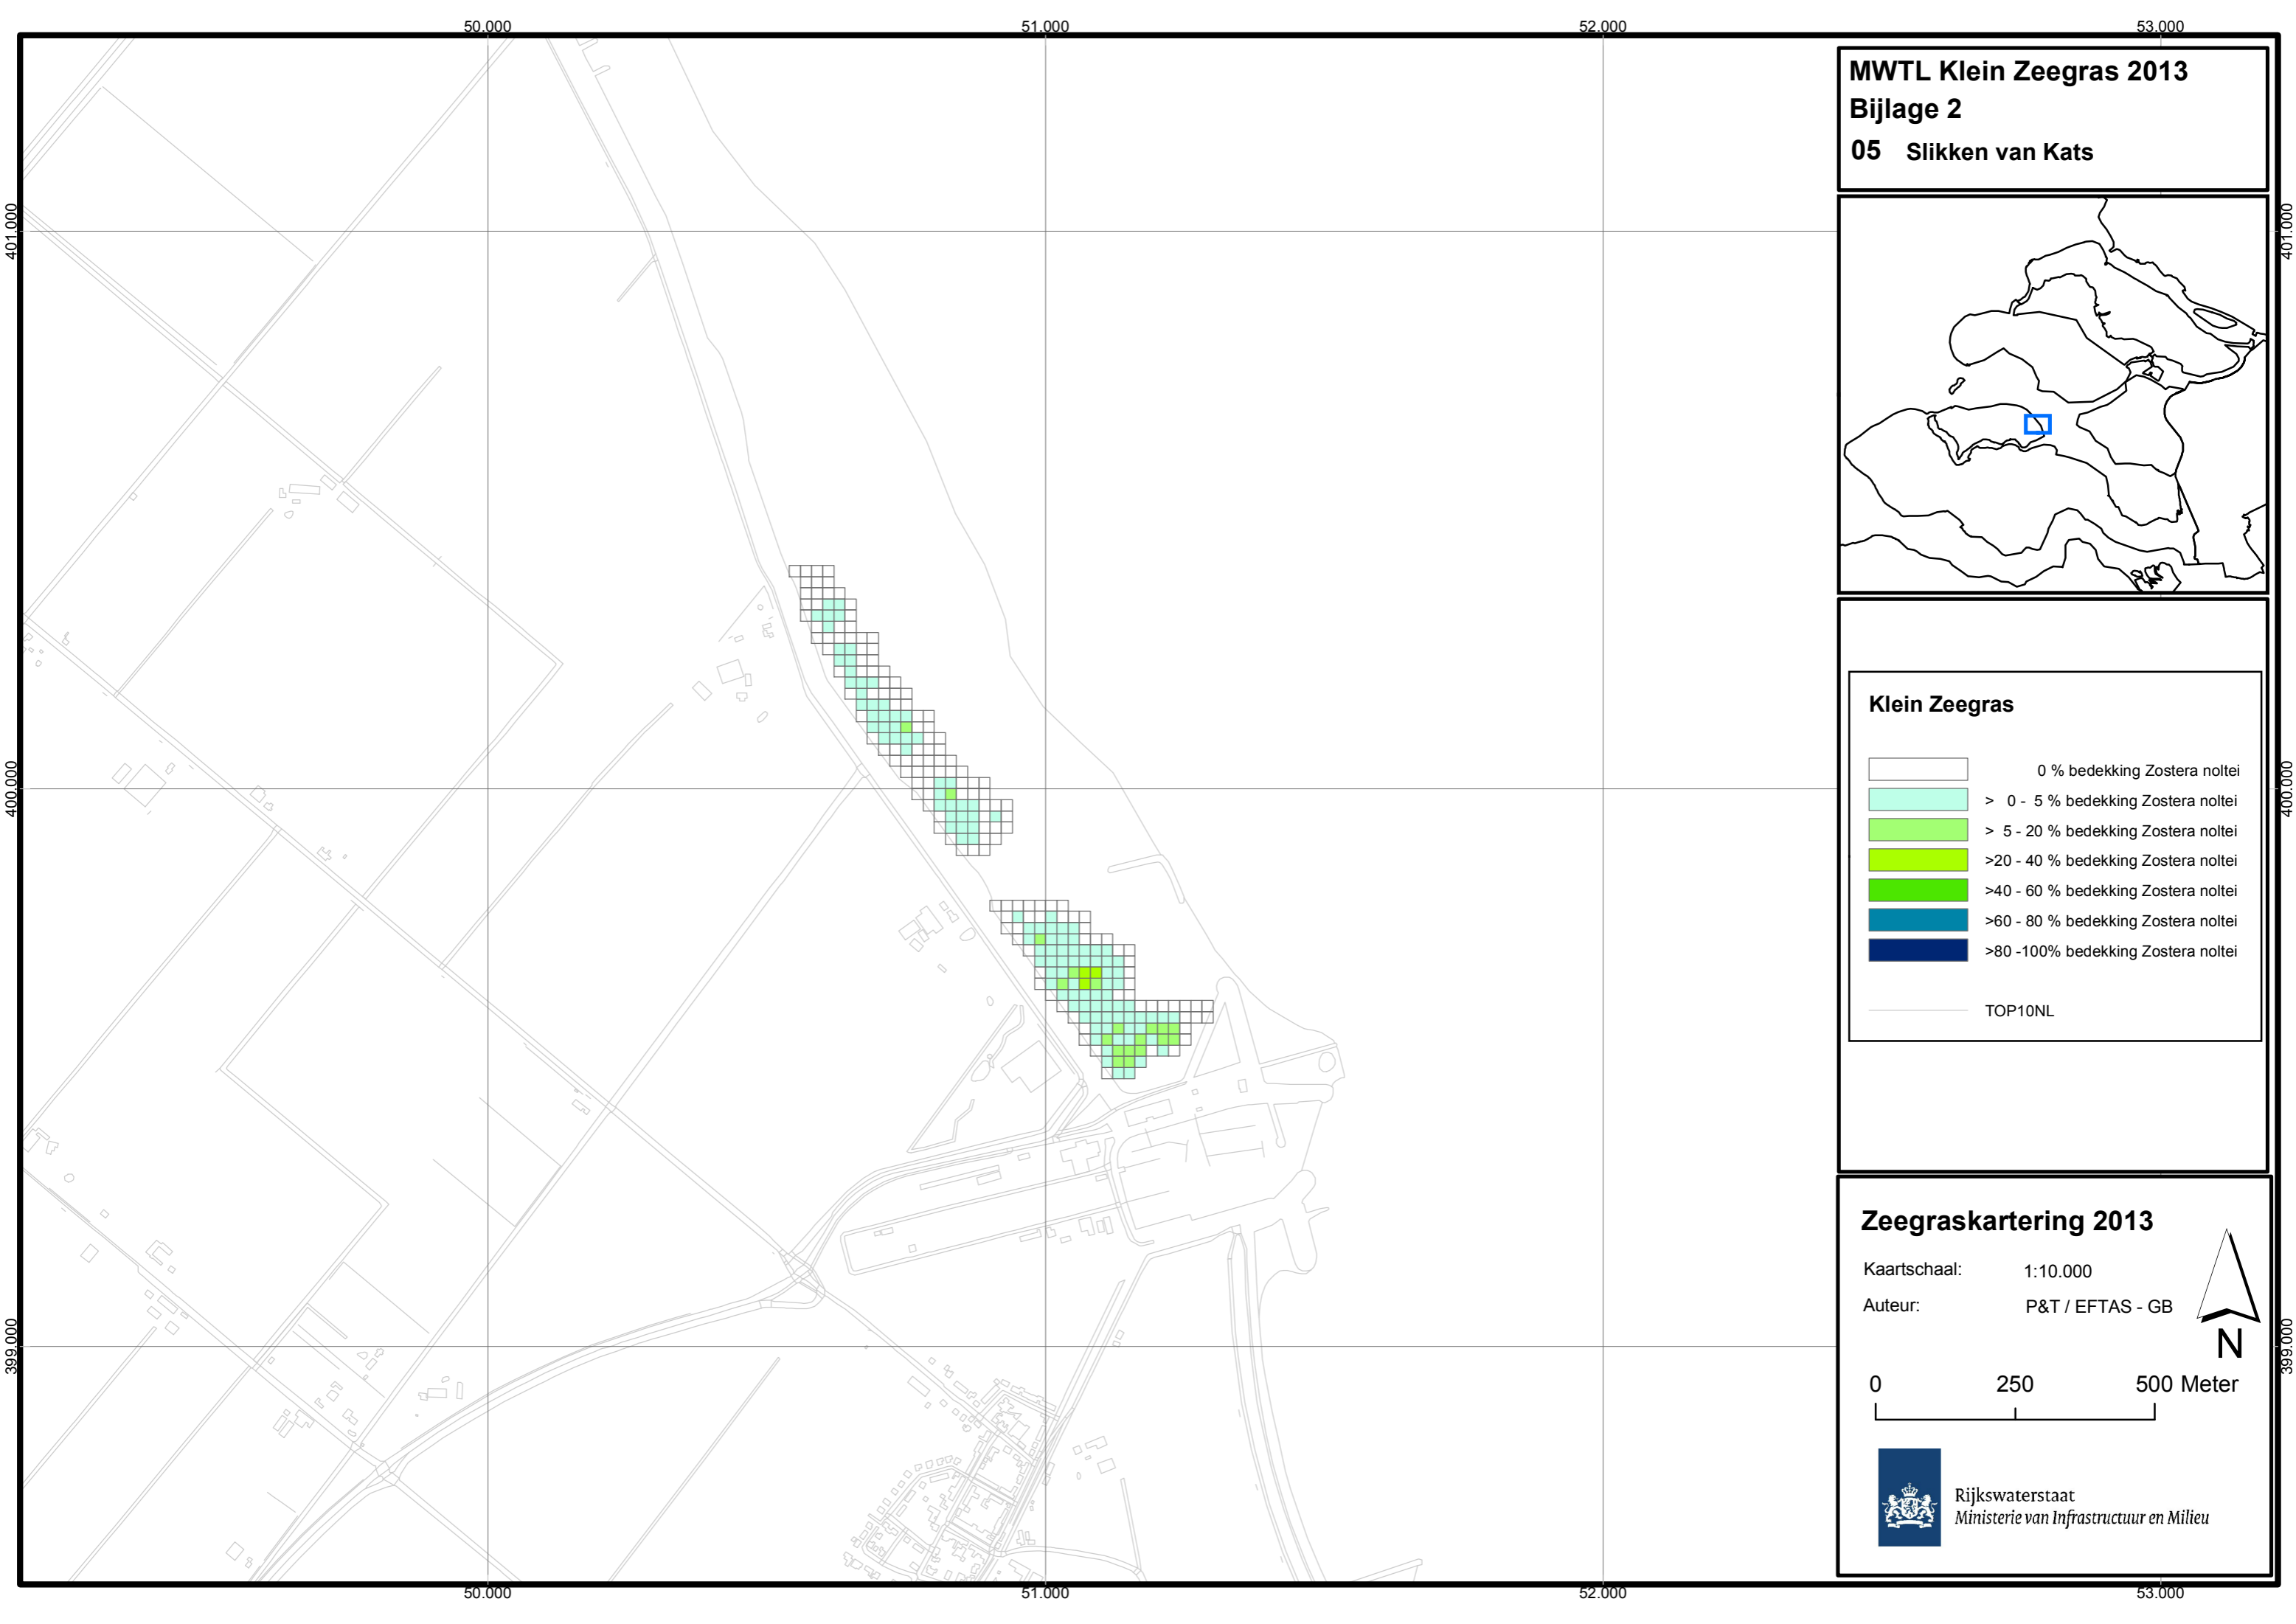 50.000 51.000 52.000 53.000
MWTL Klein Zeegras 2013
Bijlage 2
05 Slikken van Kats
401.000 401.000
400.000 400.000
399.000 399.000
Klein Zeegras
0 % bedekking Zostera noltei
> 0 - 5 % bedekking Zostera noltei
> 5 - 20 % bedekking Zostera noltei
>20 - 40 % bedekking Zostera noltei
>40 - 60 % bedekking Zostera noltei
>60 - 80 % bedekking Zostera noltei
>80 -100% bedekking Zostera noltei
TOP10NL
Zeegraskartering 2013
Kaartschaal: 1:10.000
Auteur: P&T / EFTAS - GB
N
0 250 500 Meter
Rijkswaterstaat
Ministerie van Infrastructuur en Milieu
50.000 51.000 52.000 53.000